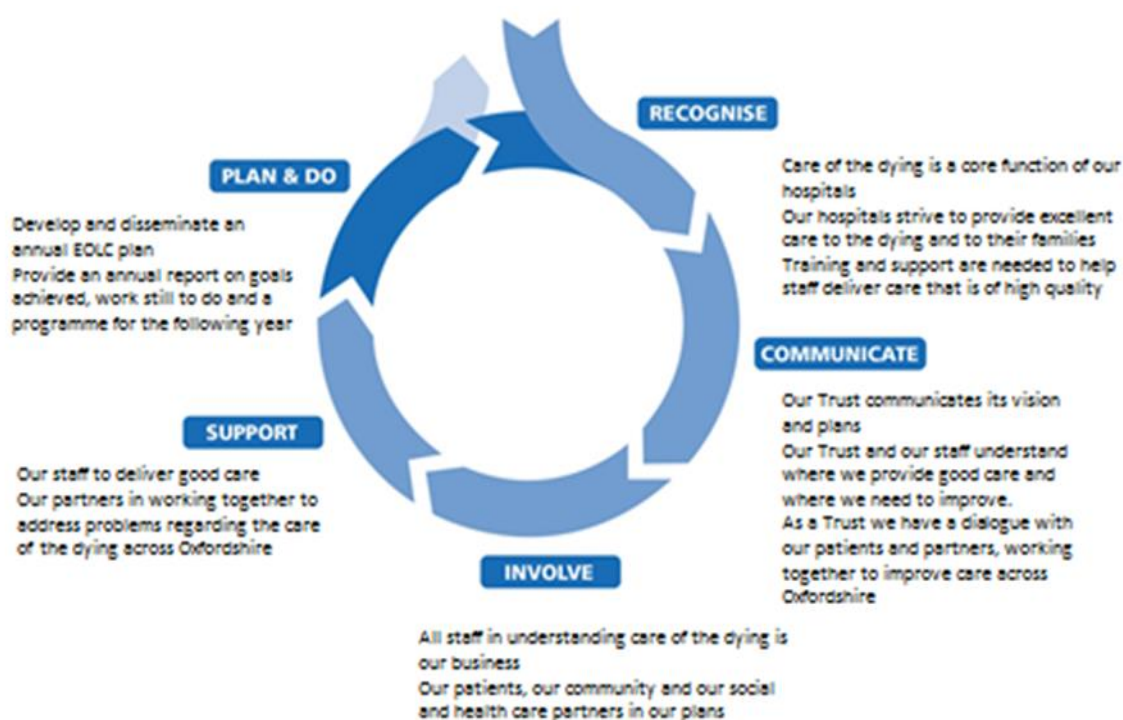 RECOGNISE
Care of the dying is a core function of our
hospitals
Our hospitals strive to provide excellent
care to the dying and to their families
Training and support are needed to help
staff deliver care that is of high quality
COMMUNICATE
Our Trust communicates its vision
and plans
Our Trust and our staff understand
where we provide good care and
where we need to improve.
As a Trust we have a dialogue with
our patients and partners, working
together to improve care across
Oxfordshire
INVOLVE
All staff in understanding care of the dying is
our business
Our patients, our community and our social
and health care partners in our plans
SUPPORT
Our staff to deliver good care
Our partners in working together to
address problems regarding the care
of the dying across Oxfordshire
PLAN & DO
Develop and disseminate an
annual EOLC plan
Provide an annual report on goals
achieved, work still to do and a
programme for the following year